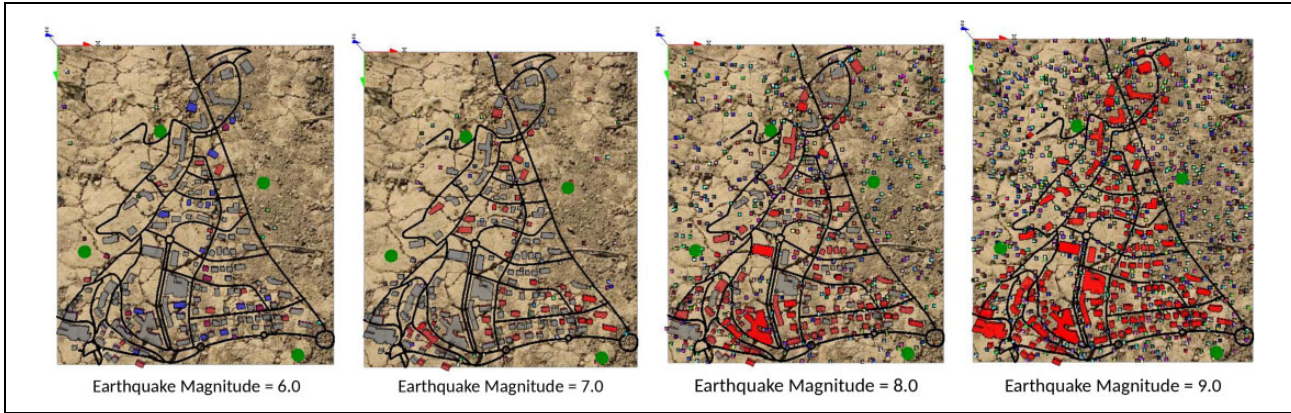 Earthquake Magnitude = 6.0
Earthquake Magnitude = 7.0
Earthquake Magnitude = 8.0
Earthquake Magnitude = 9.0